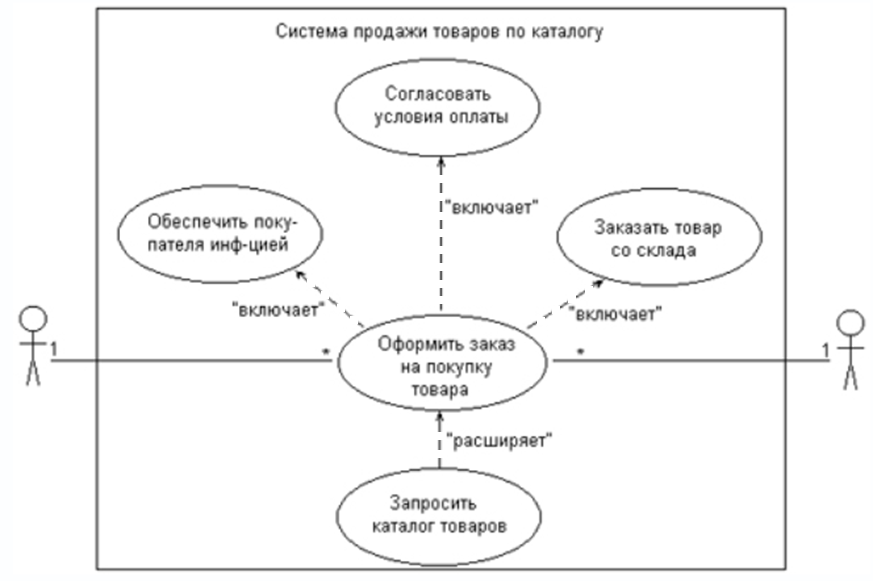 Система продажи товаров по каталогу
Согласовать
условия оплаты
"включает"
Обеспечить поку-
пателя инф-цией
Заказать товар
со склада
"включает"
"включает"
1
*
Оформить заказ
на покупку
товара
*
1
"расширяет"
Запросить
каталог товаров